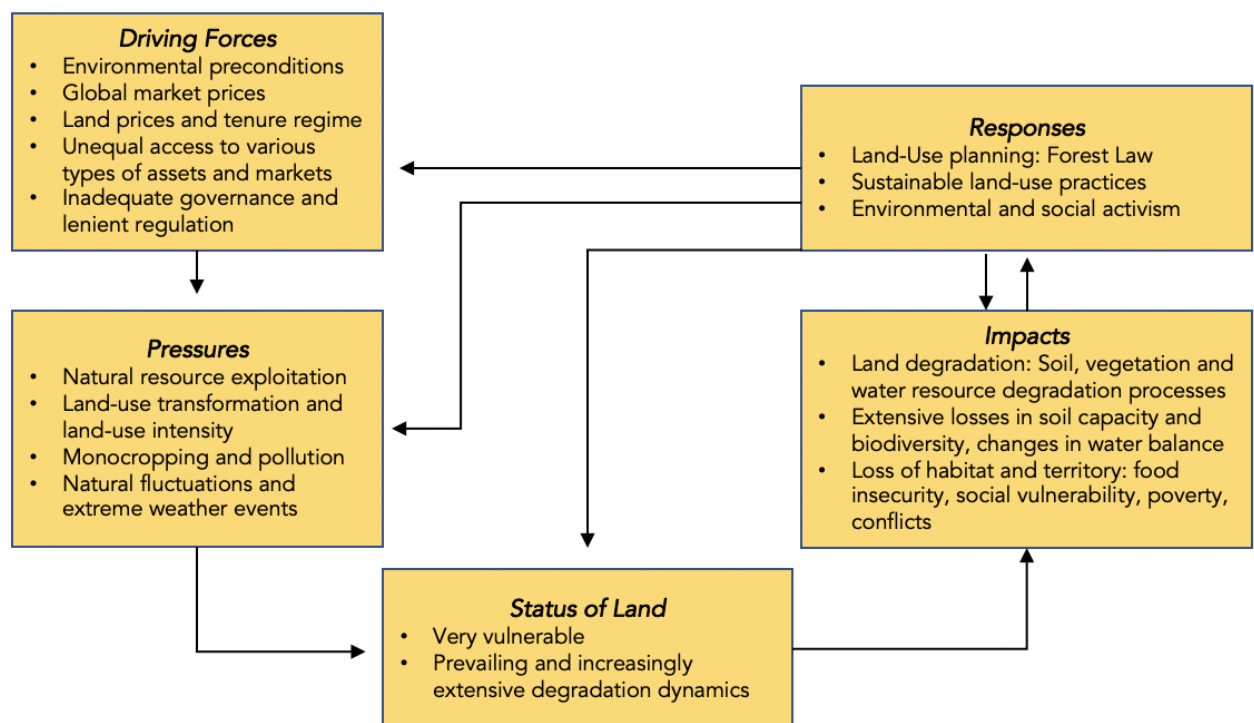 Driving Forces
• Environmental preconditions
• Global market prices
• Land prices and tenure regime
• Unequal access to various
types of assets and markets
• Inadequate governance and
lenient regulation
Responses
• Land-Use planning: Forest Law
• Sustainable land-use practices
• Environmental and social activism
Pressures
• Natural resource exploitation
• Land-use transformation and
land-use intensity
• Monocropping and pollution
• Natural fluctuations and
extreme weather events
Impacts
• Land degradation: Soil, vegetation and
water resource degradation processes
• Extensive losses in soil capacity and
biodiversity, changes in water balance
• Loss of habitat and territory: food
insecurity, social vulnerability, poverty,
conflicts
Status of Land
• Very vulnerable
• Prevailing and increasingly
extensive degradation dynamics